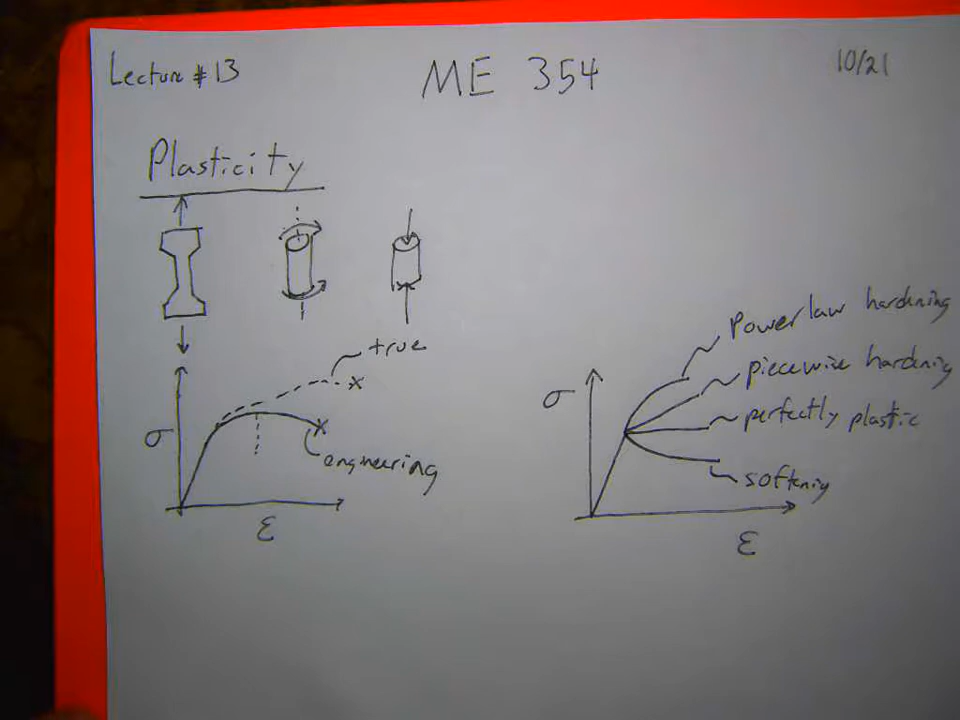 Lecture # 13
ME 354
10/21
Plasticity
true
σ
engineering
ε
Power law hardening
piecewise hardening
σ
perfectly plastic
softening
ε